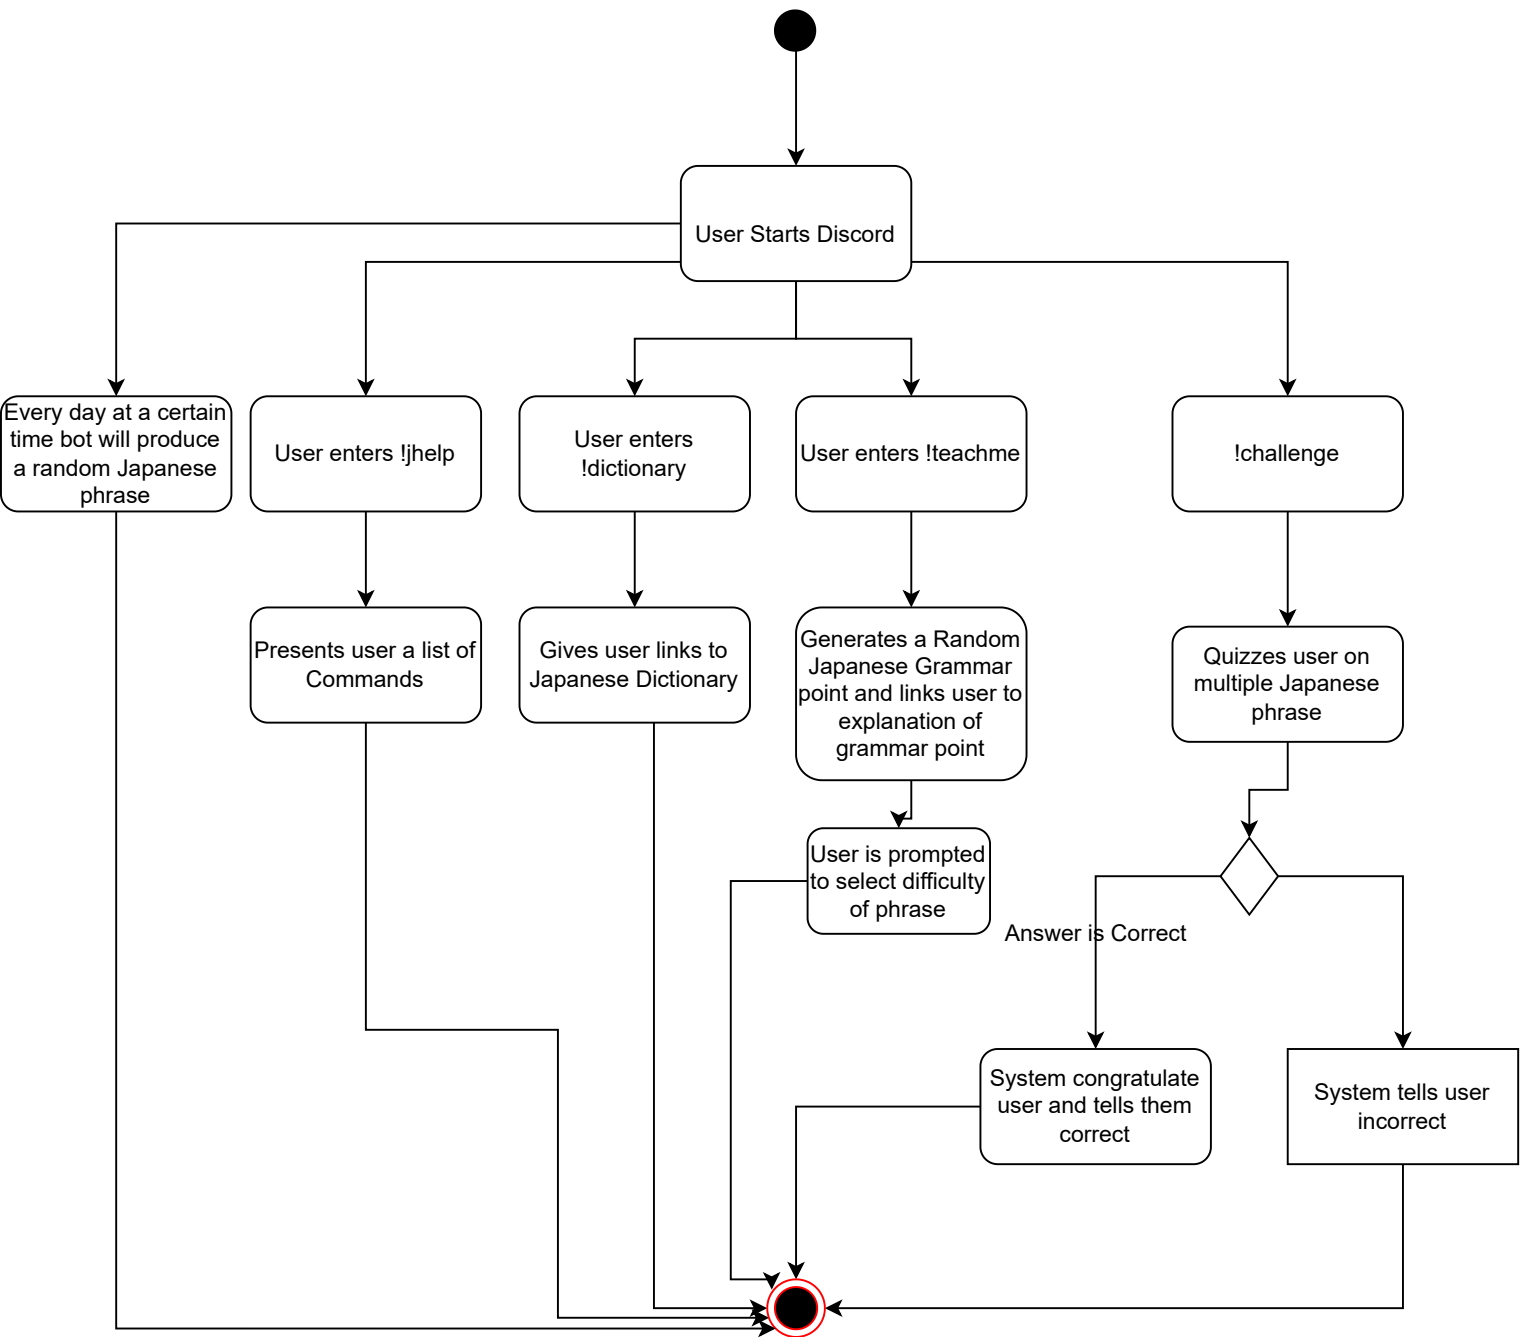 User Starts Discord
Every day at a certain
time bot will produce
a random Japanese
phrase
User enters !jhelp
User enters
!dictionary
User enters !teachme
!challenge
Presents user a list of
Commands
Gives user links to
Japanese Dictionary
Generates a Random
Japanese Grammar
point and links user to
explanation of
grammar point
Quizzes user on
multiple Japanese
phrase
User is prompted
to select difficulty
of phrase
Answer is Correct
System congratulate
user and tells them
correct
System tells user
incorrect